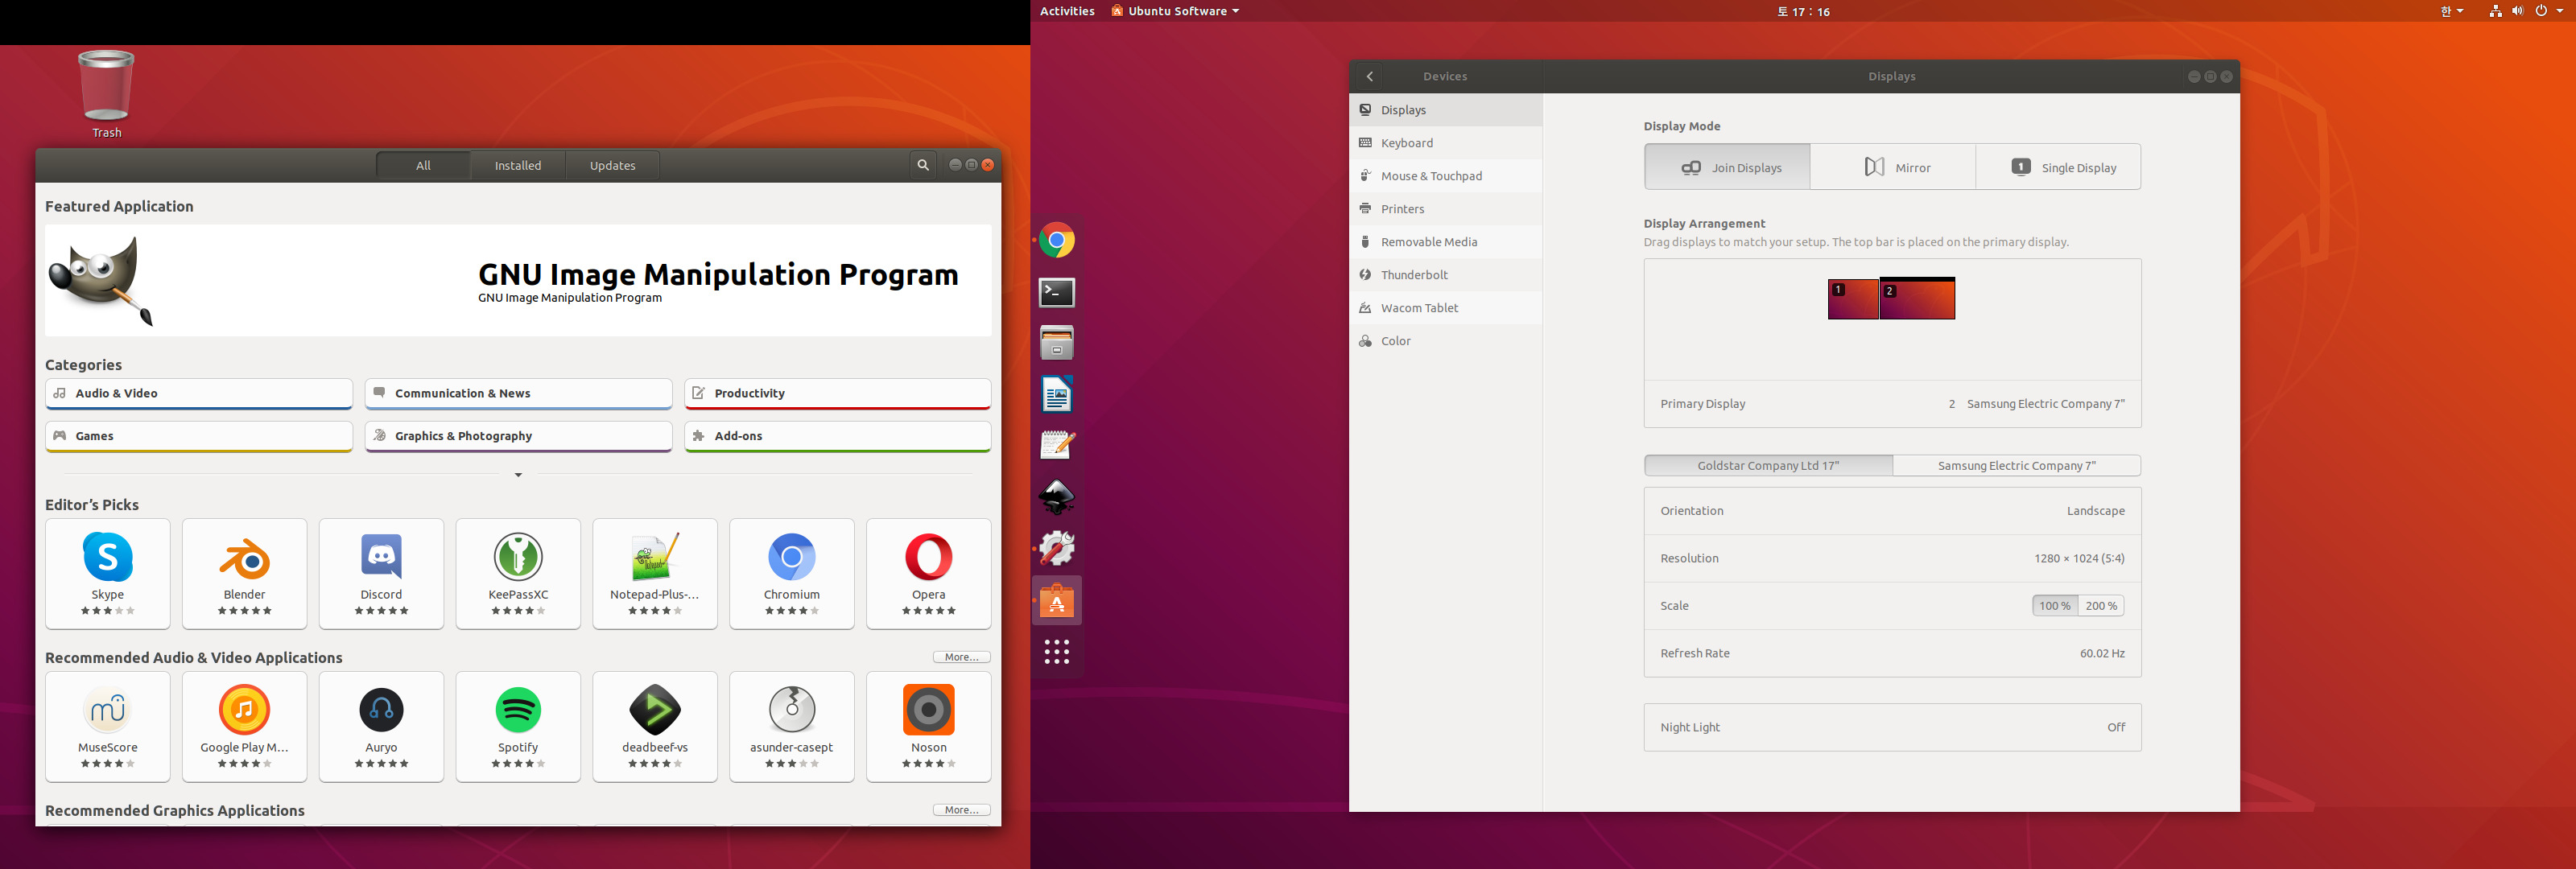 Trash
All
Installed
Updates
Featured Application
GNU Image Manipulation Program
GNU Image Manipulation Program
Categories
Audio & Video
Communication & News
Productivity
Games
Graphics & Photography
Add-ons
Editor’s Picks
Skype
Blender
Discord
KeePassXC
Notepad-Plus-...
Chromium
Opera
Recommended Audio & Video Applications
More...
MuseScore
Google Play M...
Auryo
Spotify
deadbeef-vs
asunder-casept
Noson
Recommended Graphics Applications
More...
Activities
Ubuntu Software
토 17 : 16
한
Devices
Displays
Displays
Keyboard
Mouse & Touchpad
Printers
Removable Media
Thunderbolt
Wacom Tablet
Color
Display Mode
Join Displays
Mirror
1 Single Display
Display Arrangement
Drag displays to match your setup. The top bar is placed on the primary display.
1
2
Primary Display
2 Samsung Electric Company 7"
Goldstar Company Ltd 17"
Samsung Electric Company 7"
Orientation
Landscape
Resolution
1280 × 1024 (5:4)
Scale
100 %
200 %
Refresh Rate
60.02 Hz
Night Light
Off